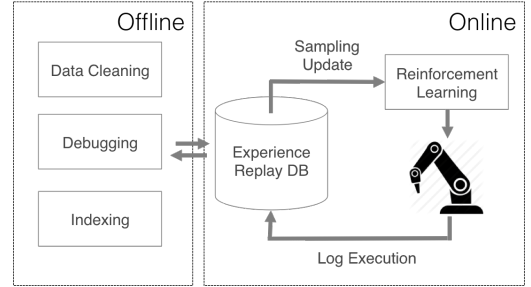 Offline
Data Cleaning
Debugging
Indexing
Online
Sampling
Update
Reinforcement
Learning
Experience
Replay DB
Log Execution